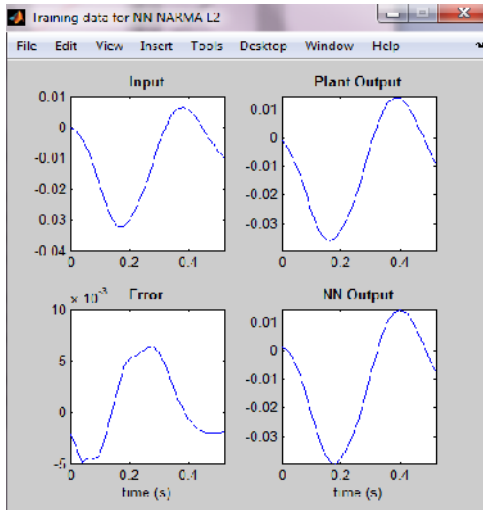 Training data for NN NARMA L2
File Edit View Insert Tools Desktop Window Help
Input
0.01
0
-0.01
-0.02
0.03
-0.04
0 0.2 0.4
Plant Output
0.01
0
-0.01
-0.02
-0.03
0 0.2 0.4
× 10⁻³ Error
10
5
0
-5
0 0.2 0.4
time (s)
NN Output
0.01
0
-0.01
-0.02
-0.03
0 0.2 0.4
time (s)